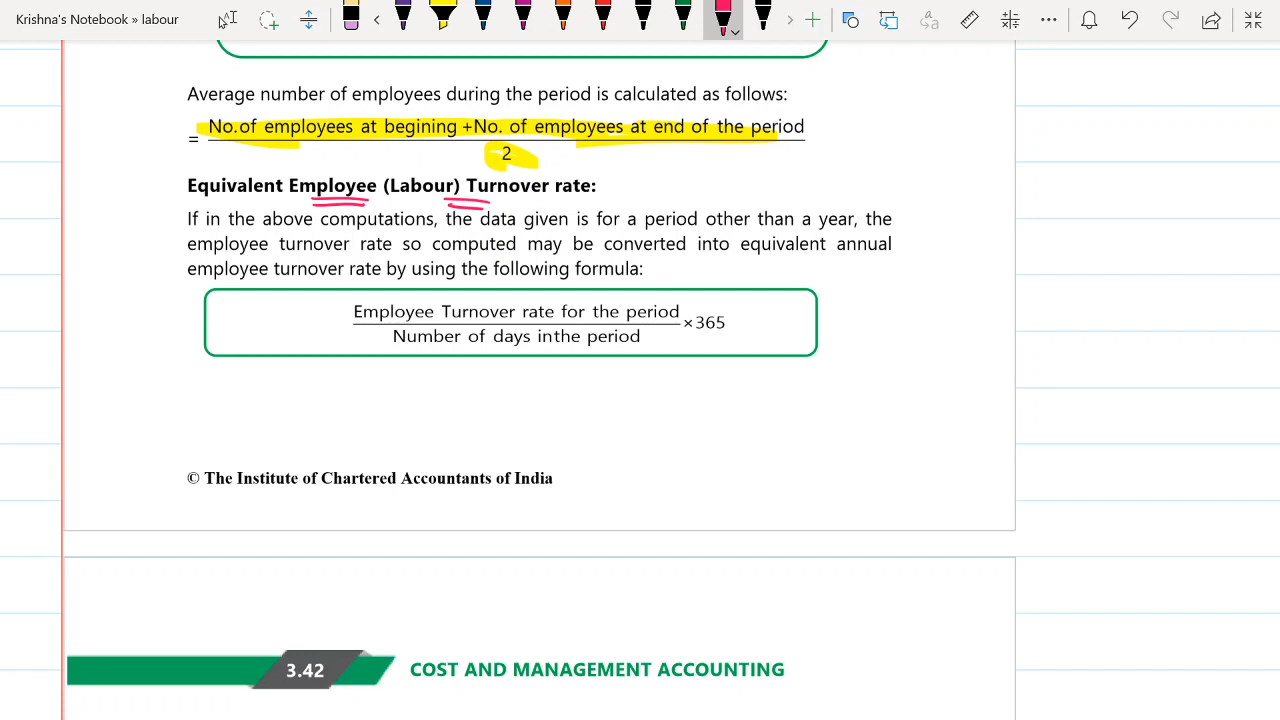 Krishna's Notebook » labour
Average number of employees during the period is calculated as follows:
= No.of employees at begining +No. of employees at end of the period
2
Equivalent Employee (Labour) Turnover rate:
If in the above computations, the data given is for a period other than a year, the
employee turnover rate so computed may be converted into equivalent annual
employee turnover rate by using the following formula:
Employee Turnover rate for the period
×365
Number of days inthe period
© The Institute of Chartered Accountants of India
3.42 COST AND MANAGEMENT ACCOUNTING